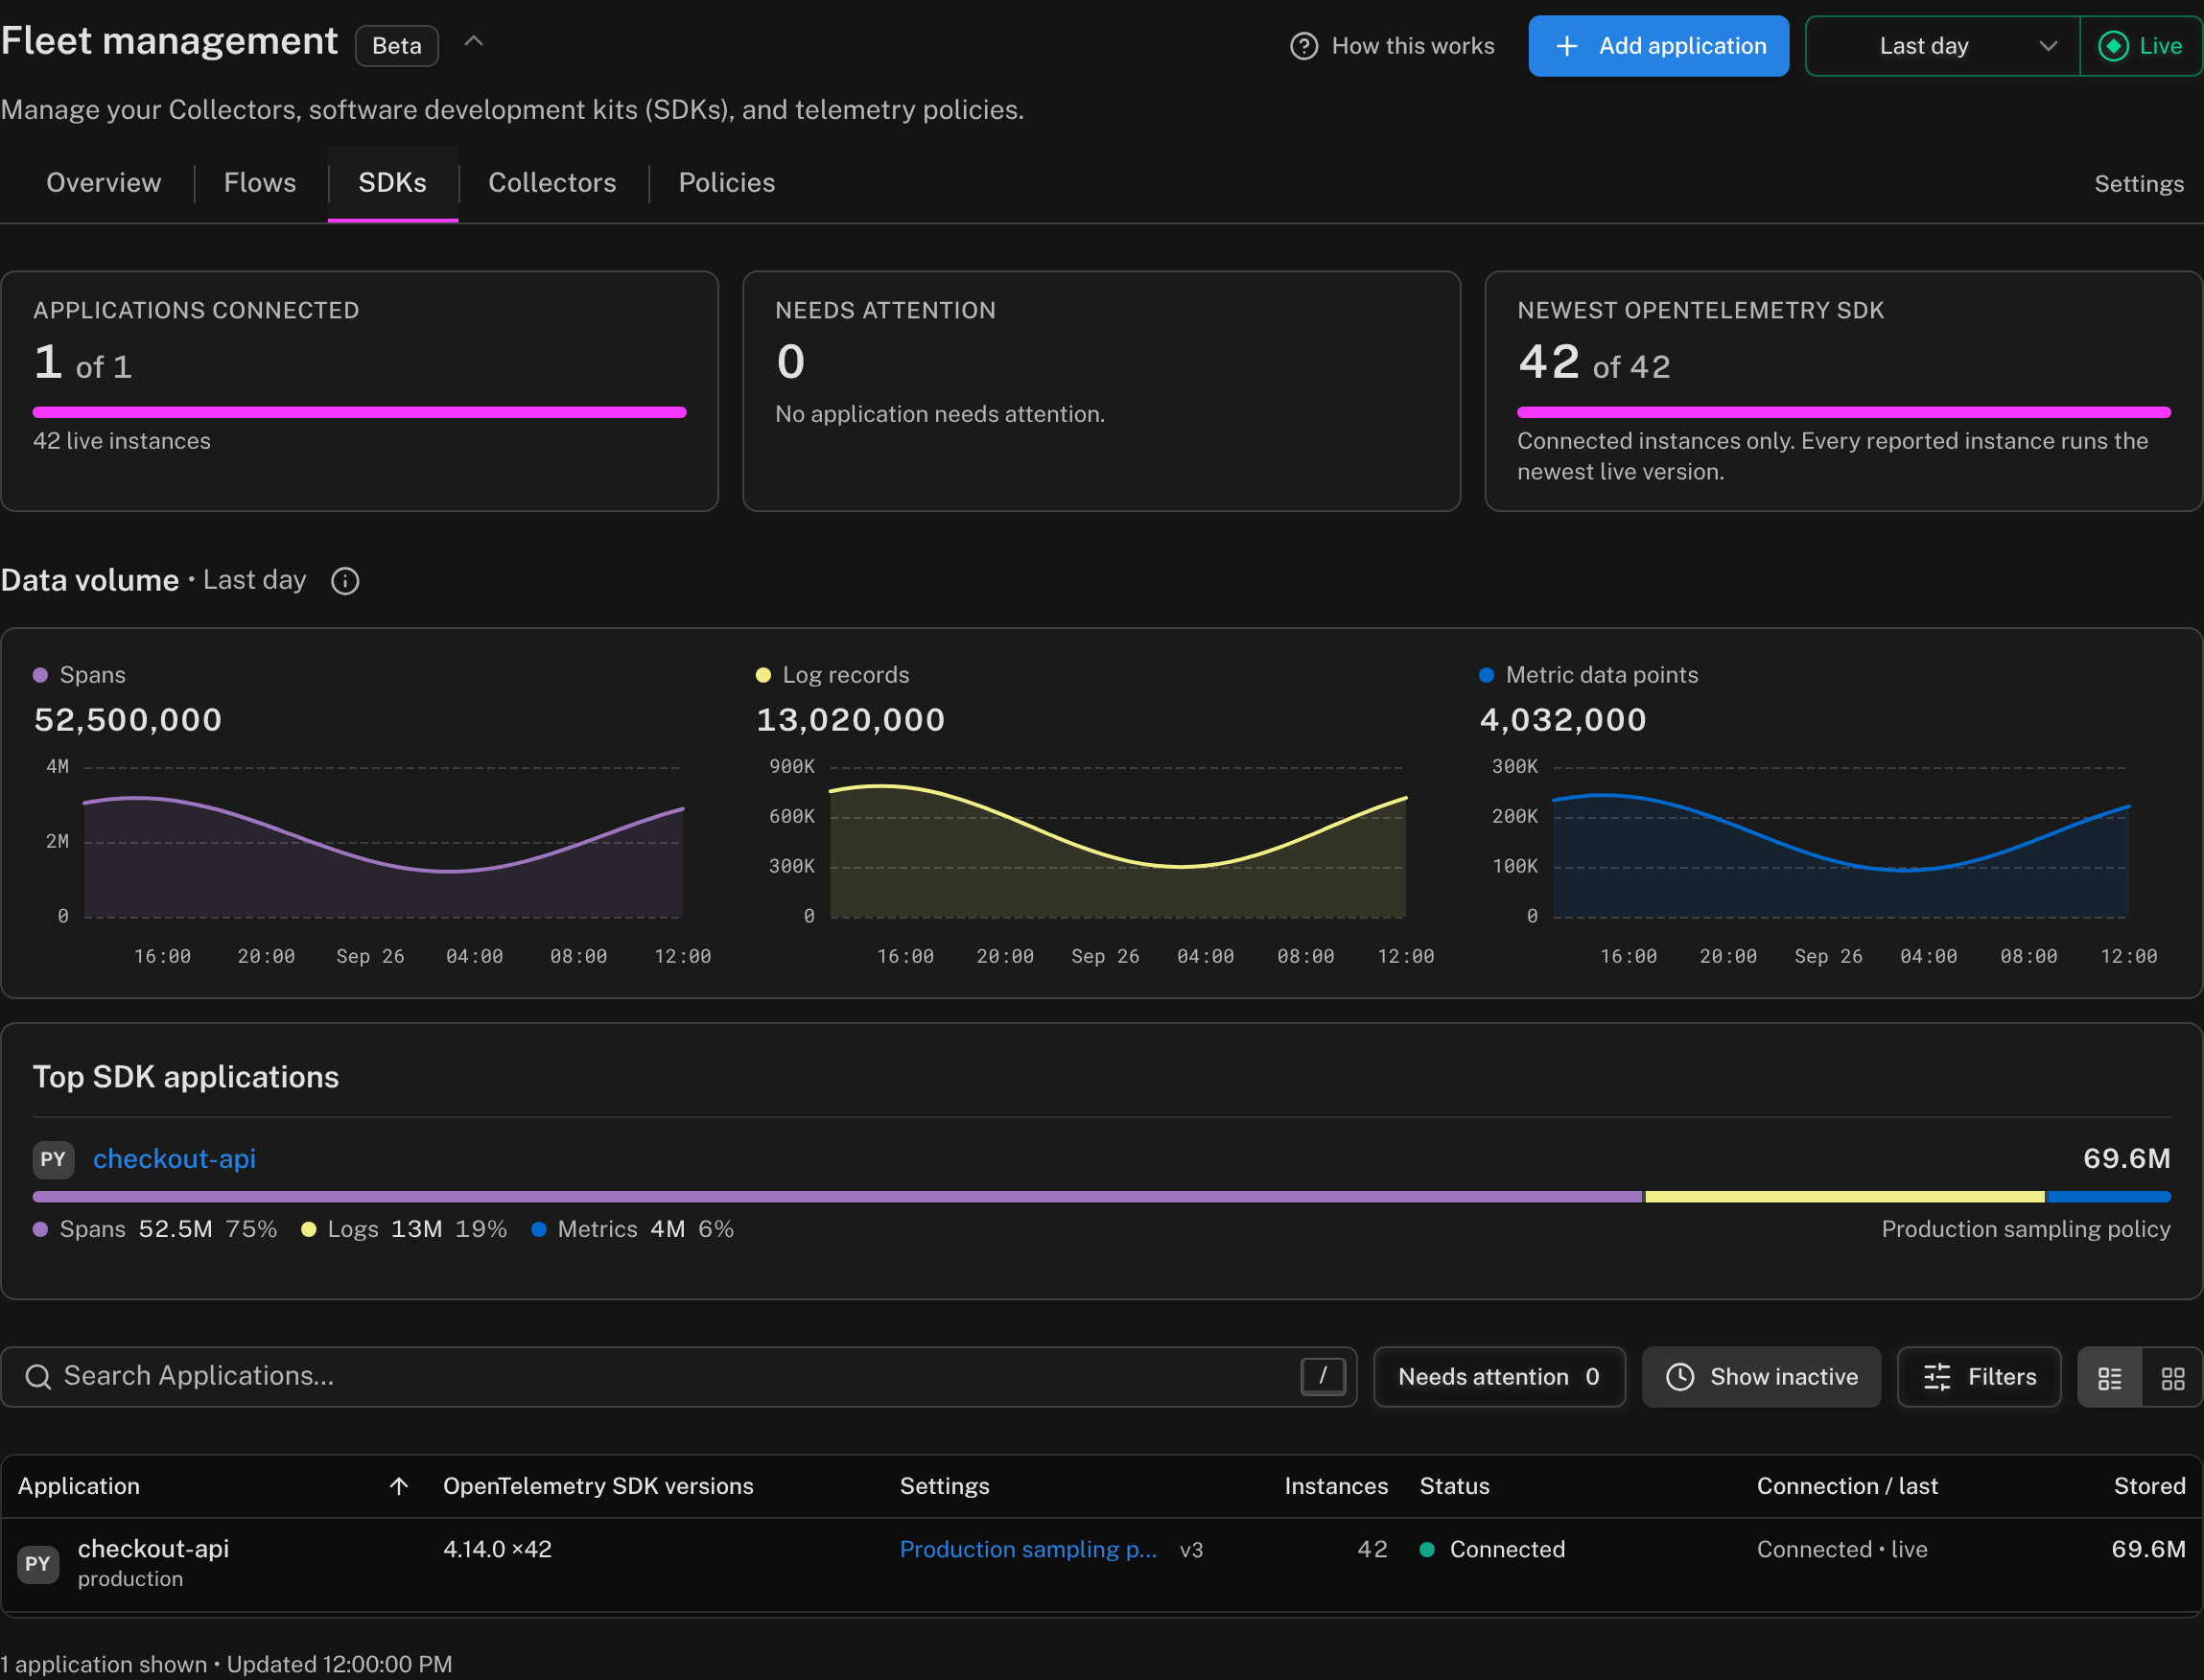 Fleet management Beta
How this works
+ Add application
Last day
Live
Manage your Collectors, software development kits (SDKs), and telemetry policies.
Overview
Flows
SDKs
Collectors
Policies
Settings
APPLICATIONS CONNECTED
1 of 1
42 live instances
NEEDS ATTENTION
0
No application needs attention.
NEWEST OPENTELEMETRY SDK
42 of 42
Connected instances only. Every reported instance runs the
newest live version.
Data volume • Last day
Spans
52,500,000
4M
2M
0
16:00 20:00 Sep 26 04:00 08:00 12:00
Log records
13,020,000
900K
600K
300K
0
16:00 20:00 Sep 26 04:00 08:00 12:00
Metric data points
4,032,000
300K
200K
100K
0
16:00 20:00 Sep 26 04:00 08:00 12:00
Top SDK applications
PY checkout-api 69.6M
Spans 52.5M 75% Logs 13M 19% Metrics 4M 6% Production sampling policy
Search Applications... /
Needs attention 0
Show inactive
Filters
Application OpenTelemetry SDK versions Settings Instances Status Connection / last Stored
PY checkout-api 4.14.0 ×42 Production sampling p... v3 42 Connected Connected • live 69.6M
production
1 application shown • Updated 12:00:00 PM